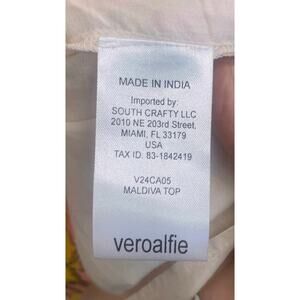 MADE IN INDIA
Imported by:
SOUTH CRAFTY LLC
2010 NE 203rd Street,
MIAMI, FL 33179
USA
TAX ID: 83-1842419
V24CA05
MALDIVA TOP
veroalfie